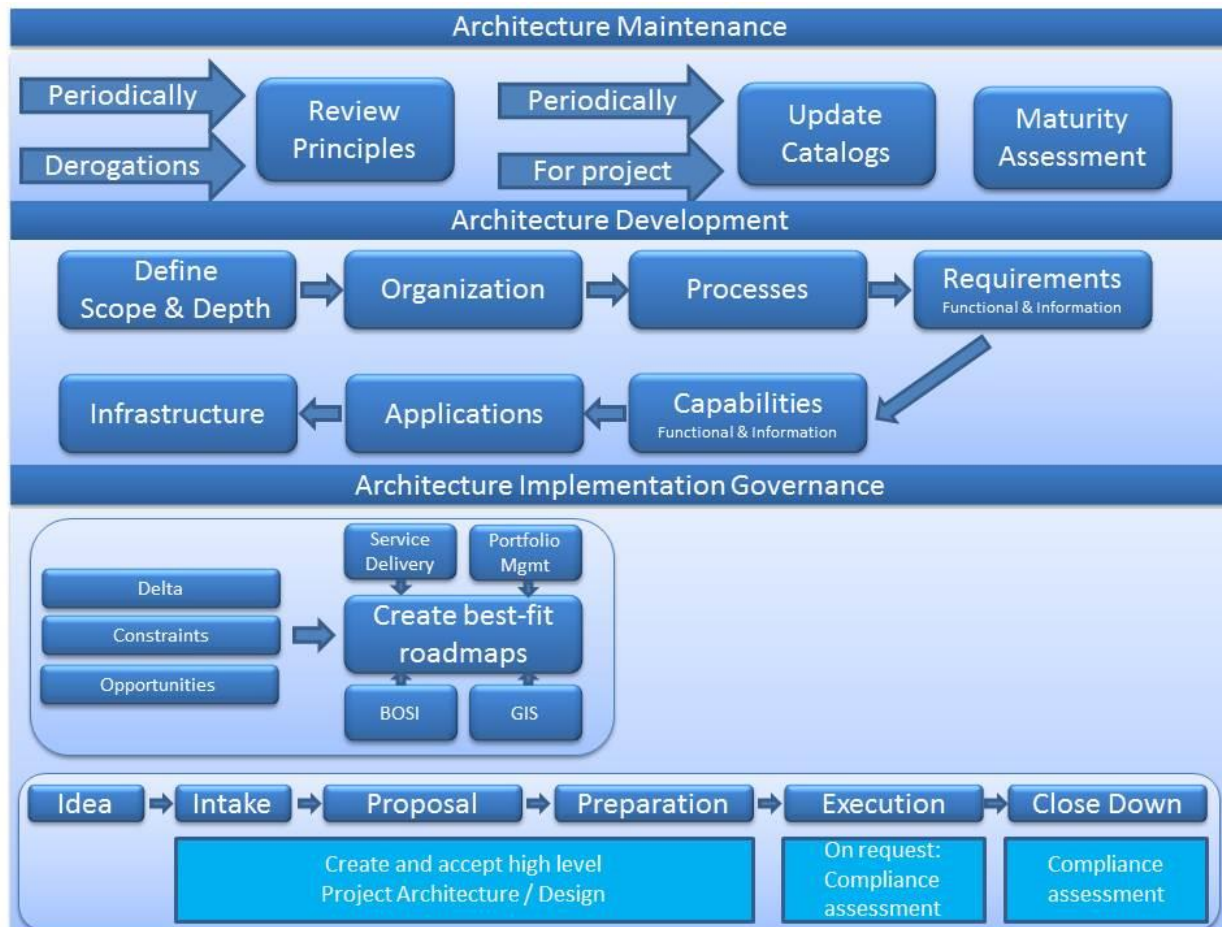 Architecture Maintenance
Periodically
Derogations
Review
Principles
Periodically
For project
Update
Catalogs
Maturity
Assessment
Architecture Development
Define
Scope & Depth
Organization
Processes
Requirements
Functional & Information
Infrastructure
Applications
Capabilities
Functional & Information
Architecture Implementation Governance
Delta
Constraints
Opportunities
Service
Delivery
Portfolio
Mgmt
Create best-fit
roadmaps
BOSI
GIS
Idea
Intake
Proposal
Preparation
Execution
Close Down
Create and accept high level
Project Architecture / Design
On request:
Compliance
assessment
Compliance
assessment